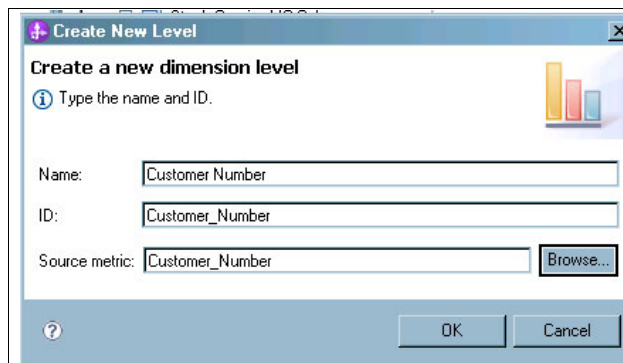 Create New Level
Create a new dimension level
Type the name and ID.
Name: Customer Number
ID: Customer_Number
Source metric: Customer_Number Browse...
OK Cancel